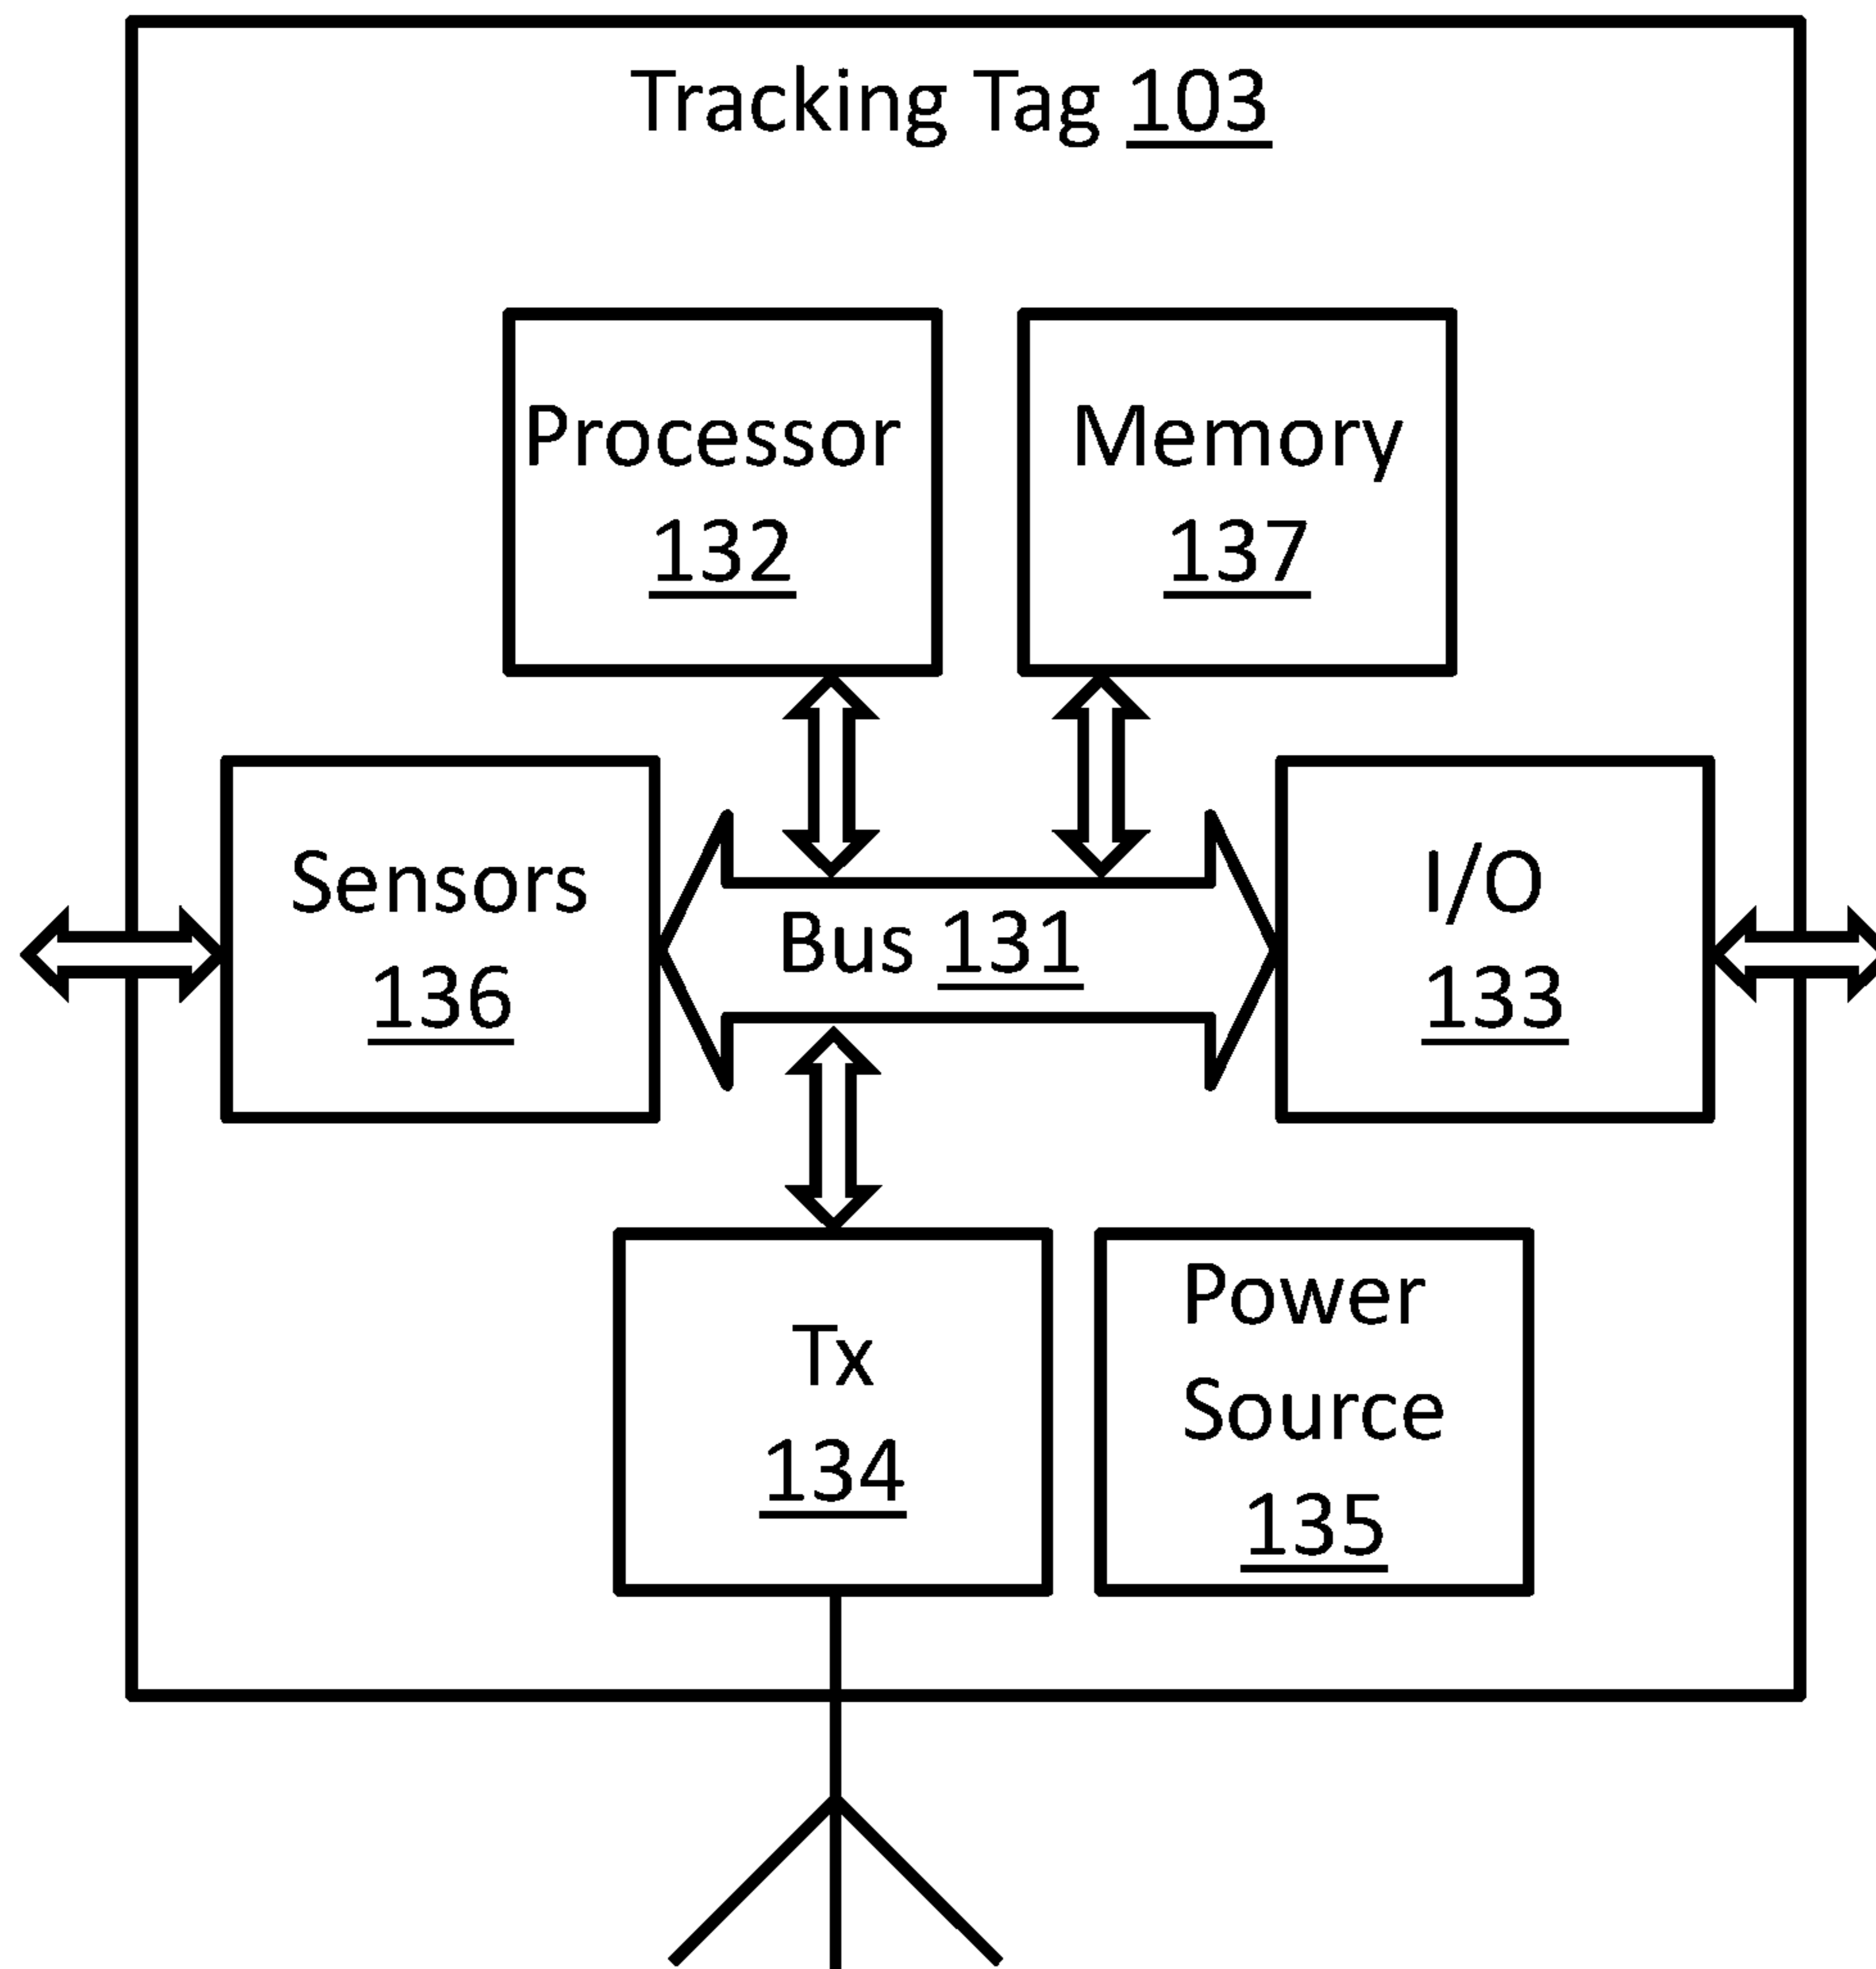 Tracking Tag 103
Processor
132
Memory
137
Sensors
136
Bus 131
I/O
133
Tx
134
Power
Source
135